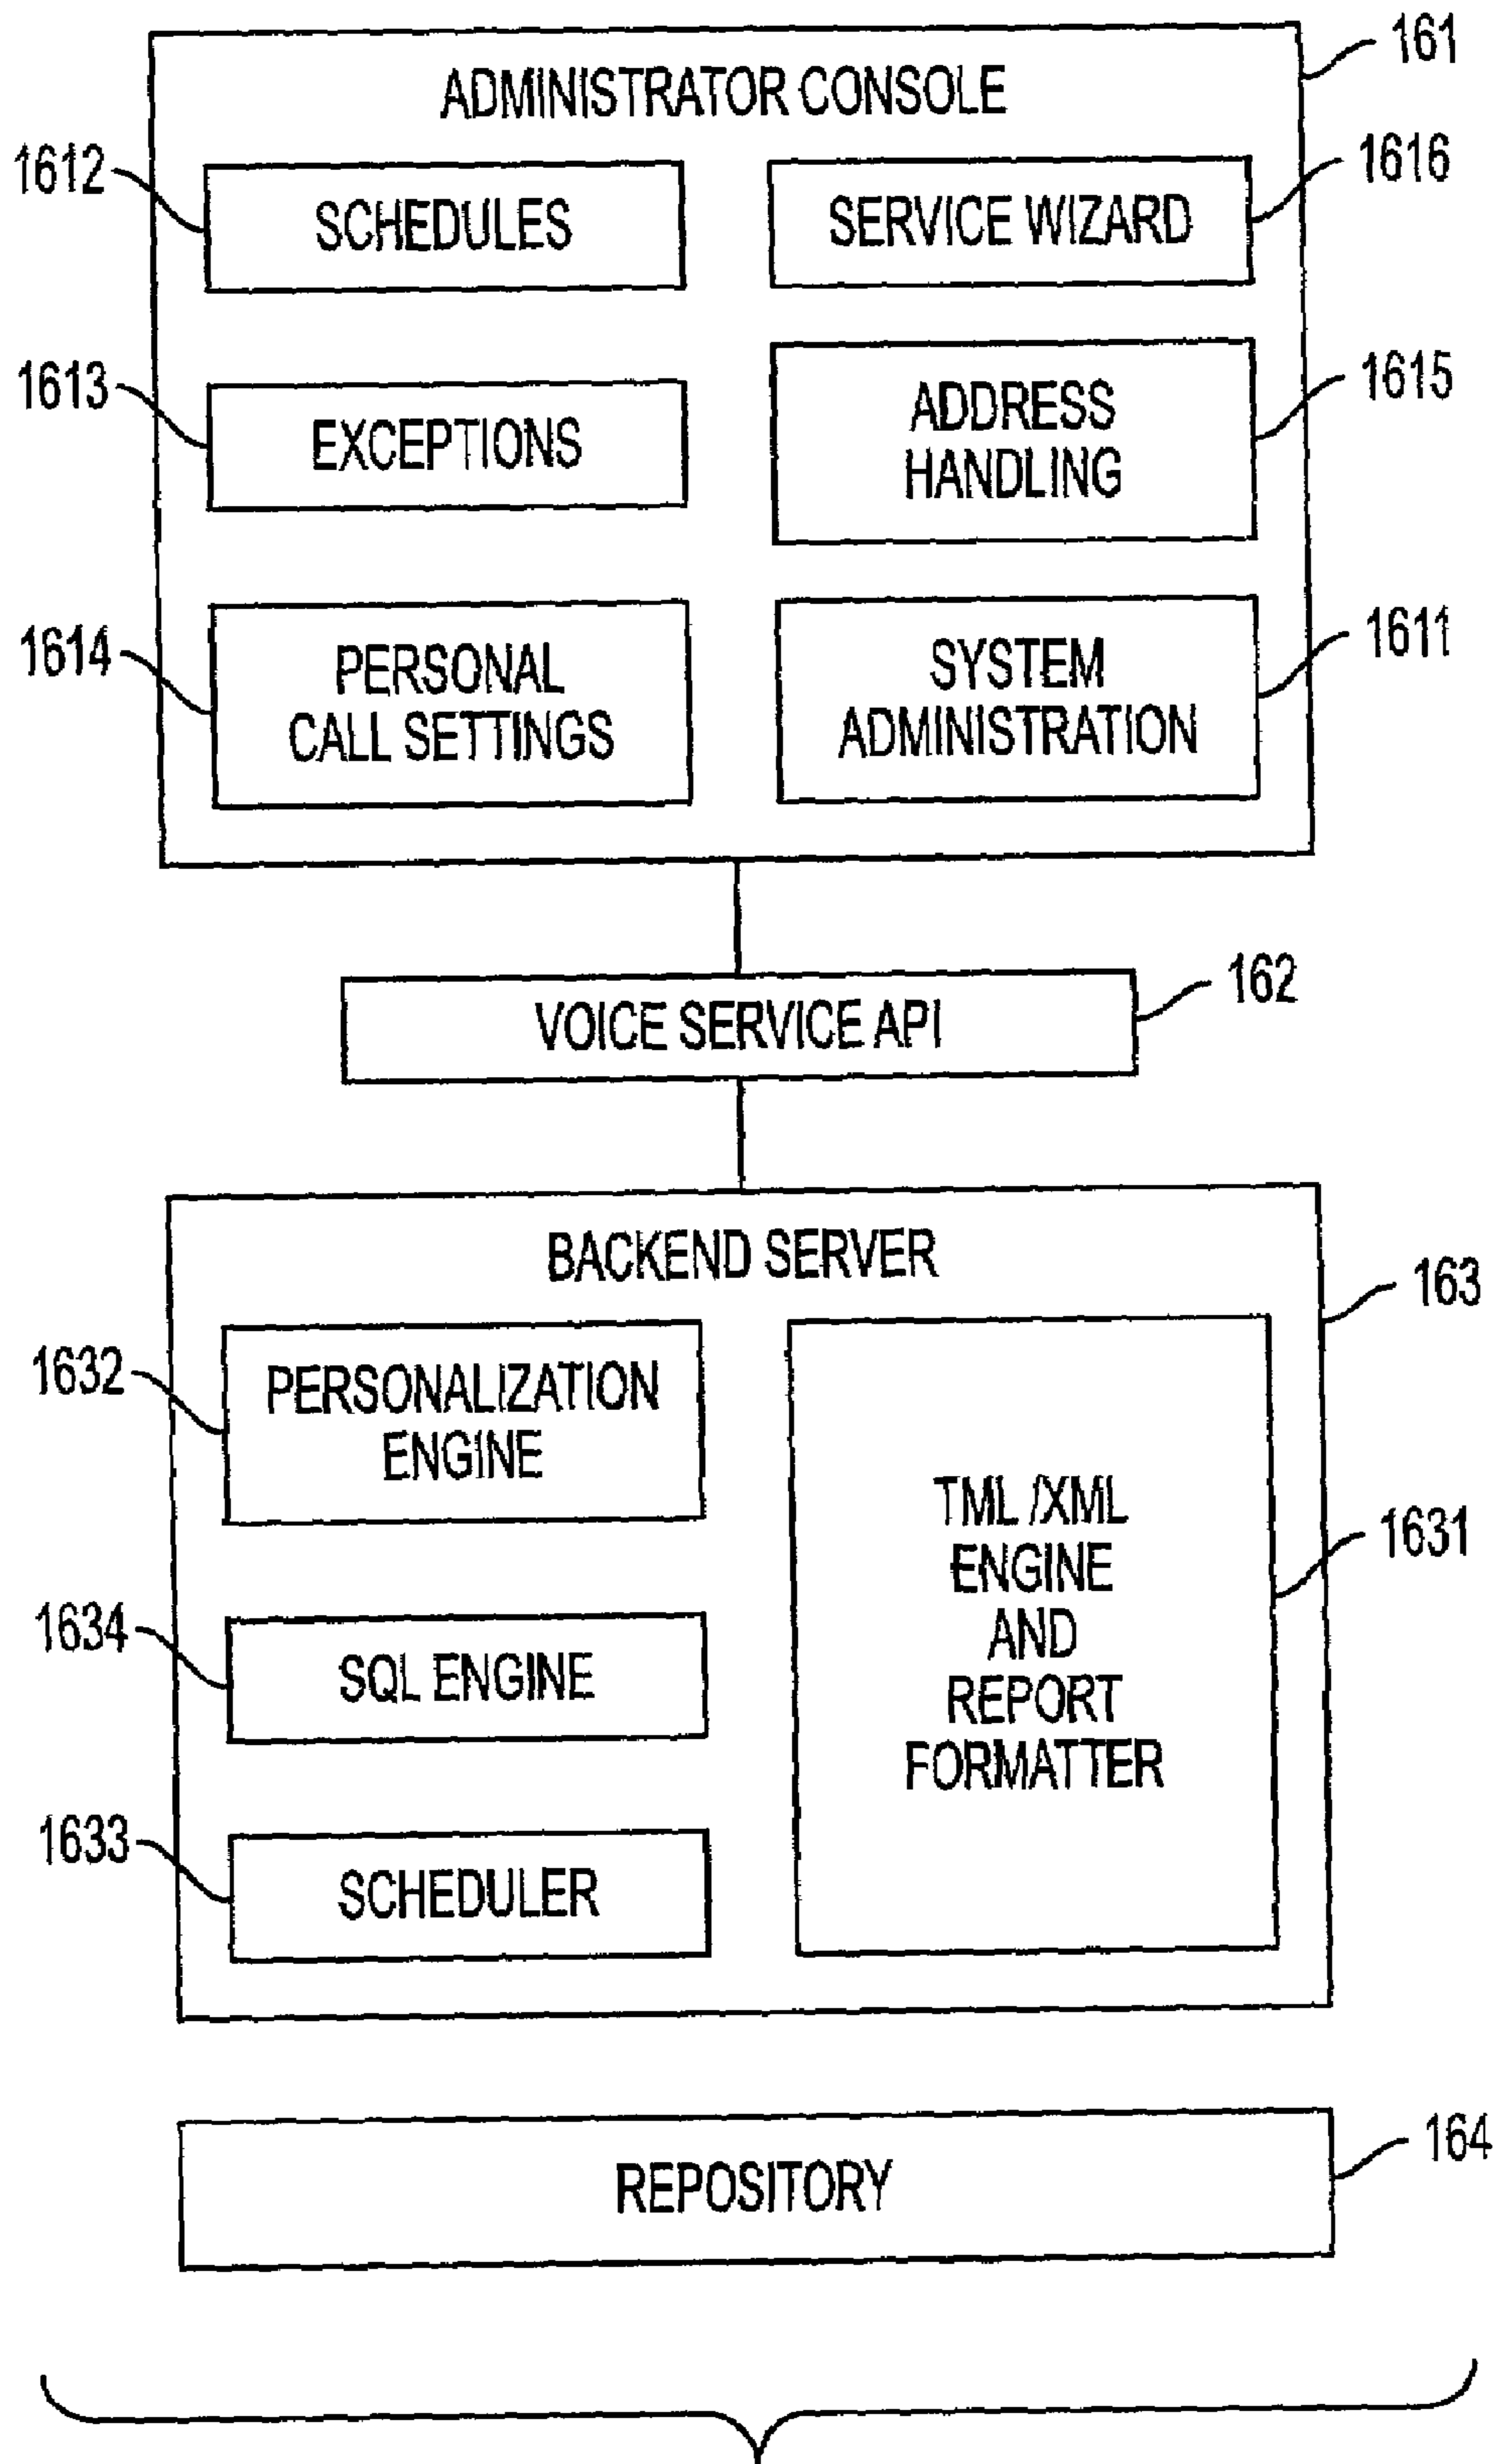 161
ADMINISTRATOR CONSOLE
1612
SCHEDULES
SERVICE WIZARD
1616
1613
EXCEPTIONS
ADDRESS
HANDLING
1615
1614
PERSONAL
CALL SETTINGS
SYSTEM
ADMINISTRATION
1611
VOICE SERVICE API
162
BACKEND SERVER
163
1632
PERSONALIZATION
ENGINE
TML /XML
ENGINE
AND
REPORT
FORMATTER
1631
1634
SQL ENGINE
1633
SCHEDULER
REPOSITORY
164